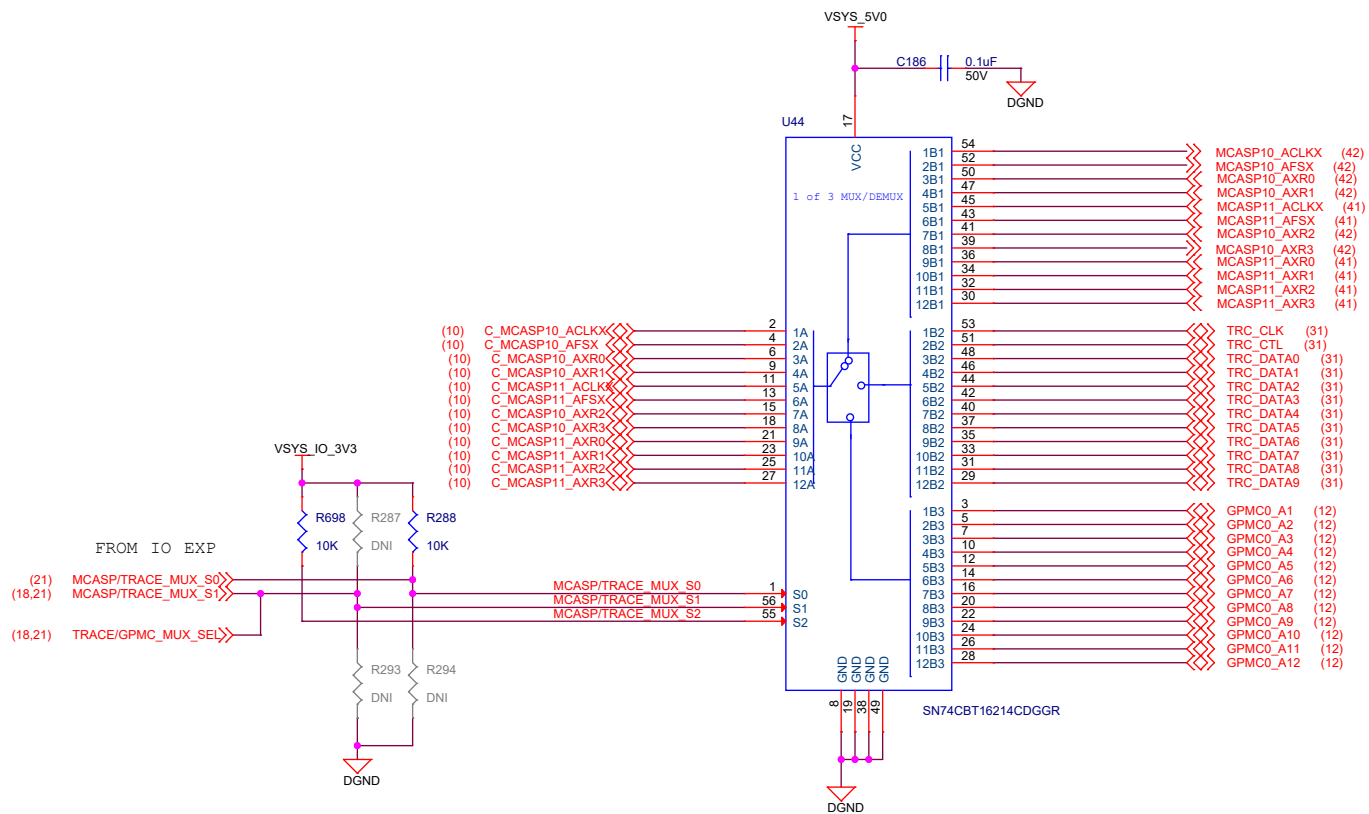 VSYS_5V0
C186 0.1uF
50V
DGND
U44
17
VCC
1 of 3 MUX/DEMUX
1B1 54 MCASP10_ACLKX (42)
2B1 52 MCASP10_AFSX (42)
3B1 50 MCASP10_AXR0 (42)
4B1 47 MCASP10_AXR1 (42)
5B1 45 MCASP11_ACLKX (41)
6B1 43 MCASP11_AFSX (41)
7B1 41 MCASP10_AXR2 (42)
8B1 39 MCASP10_AXR3 (42)
9B1 36 MCASP11_AXR0 (41)
10B1 34 MCASP11_AXR1 (41)
11B1 32 MCASP11_AXR2 (41)
12B1 30 MCASP11_AXR3 (41)
(10) C_MCASP10_ACLKX 2 1A
(10) C_MCASP10_AFSX 4 2A
(10) C_MCASP10_AXR0 6 3A
(10) C_MCASP10_AXR1 9 4A
(10) C_MCASP11_ACLKX 11 5A
(10) C_MCASP11_AFSX 13 6A
(10) C_MCASP10_AXR2 15 7A
(10) C_MCASP10_AXR3 18 8A
(10) C_MCASP11_AXR0 21 9A
(10) C_MCASP11_AXR1 23 10A
(10) C_MCASP11_AXR2 25 11A
(10) C_MCASP11_AXR3 27 12A
1B2 53 TRC_CLK (31)
2B2 51 TRC_CTL (31)
3B2 48 TRC_DATA0 (31)
4B2 46 TRC_DATA1 (31)
5B2 44 TRC_DATA2 (31)
6B2 42 TRC_DATA3 (31)
7B2 40 TRC_DATA4 (31)
8B2 37 TRC_DATA5 (31)
9B2 35 TRC_DATA6 (31)
10B2 33 TRC_DATA7 (31)
11B2 31 TRC_DATA8 (31)
12B2 29 TRC_DATA9 (31)
1B3 3 GPMC0_A1 (12)
2B3 5 GPMC0_A2 (12)
3B3 7 GPMC0_A3 (12)
4B3 10 GPMC0_A4 (12)
5B3 12 GPMC0_A5 (12)
6B3 14 GPMC0_A6 (12)
7B3 16 GPMC0_A7 (12)
8B3 20 GPMC0_A8 (12)
9B3 22 GPMC0_A9 (12)
10B3 24 GPMC0_A10 (12)
11B3 26 GPMC0_A11 (12)
12B3 28 GPMC0_A12 (12)
VSYS_IO_3V3
R698 R287 R288
10K DNI 10K
FROM IO EXP
(21) MCASP/TRACE_MUX_S0
(18,21) MCASP/TRACE_MUX_S1
(18,21) TRACE/GPMC_MUX_SEL
MCASP/TRACE_MUX_S0 1 S0
MCASP/TRACE_MUX_S1 56 S1
MCASP/TRACE_MUX_S2 55 S2
R293 R294
DNI DNI
DGND
GND GND GND GND
8 19 38 49
SN74CBT16214CDGGR
DGND